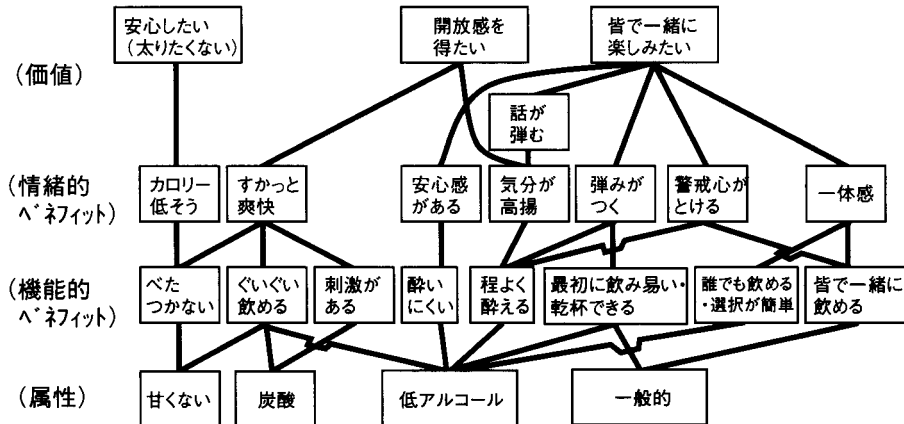 安心したい
（太りたくない）
開放感を
得たい
皆で一緒に
楽しみたい
（価値）
話が
弾む
（情緒的
ﾍﾞﾈﾌｨｯﾄ）
カロリー
低そう
すかっと
爽快
安心感
がある
気分が
高揚
弾みが
つく
警戒心が
とける
一体感
（機能的
ﾍﾞﾈﾌｨｯﾄ）
べた
つかない
ぐいぐい
飲める
刺激が
がある
酔い
にくい
程よく
酔える
最初に飲み易い・
乾杯できる
誰でも飲める
・選択が簡単
皆で一緒に
飲める
（属性）
甘くない
炭酸
低アルコール
一般的